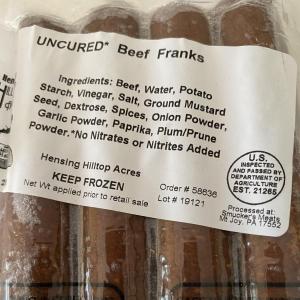 UNCURED* Beef Franks
Ingredients: Beef, Water, Potato
Starch, Vinegar, Salt, Ground Mustard
Seed, Dextrose, Spices, Onion Powder,
Garlic Powder, Paprika, Plum/Prune
Powder.*No Nitrates or Nitrites Added
Hensing Hilltop Acres
KEEP FROZEN
Net Wt applied prior to retail sale
Order # 58836
Lot # 19121
U.S.
INSPECTED
AND PASSED BY
DEPARTMENT OF
AGRICULTURE
EST. 21265
Processed at:
Smucker's Meats
Mt Joy, PA 17552